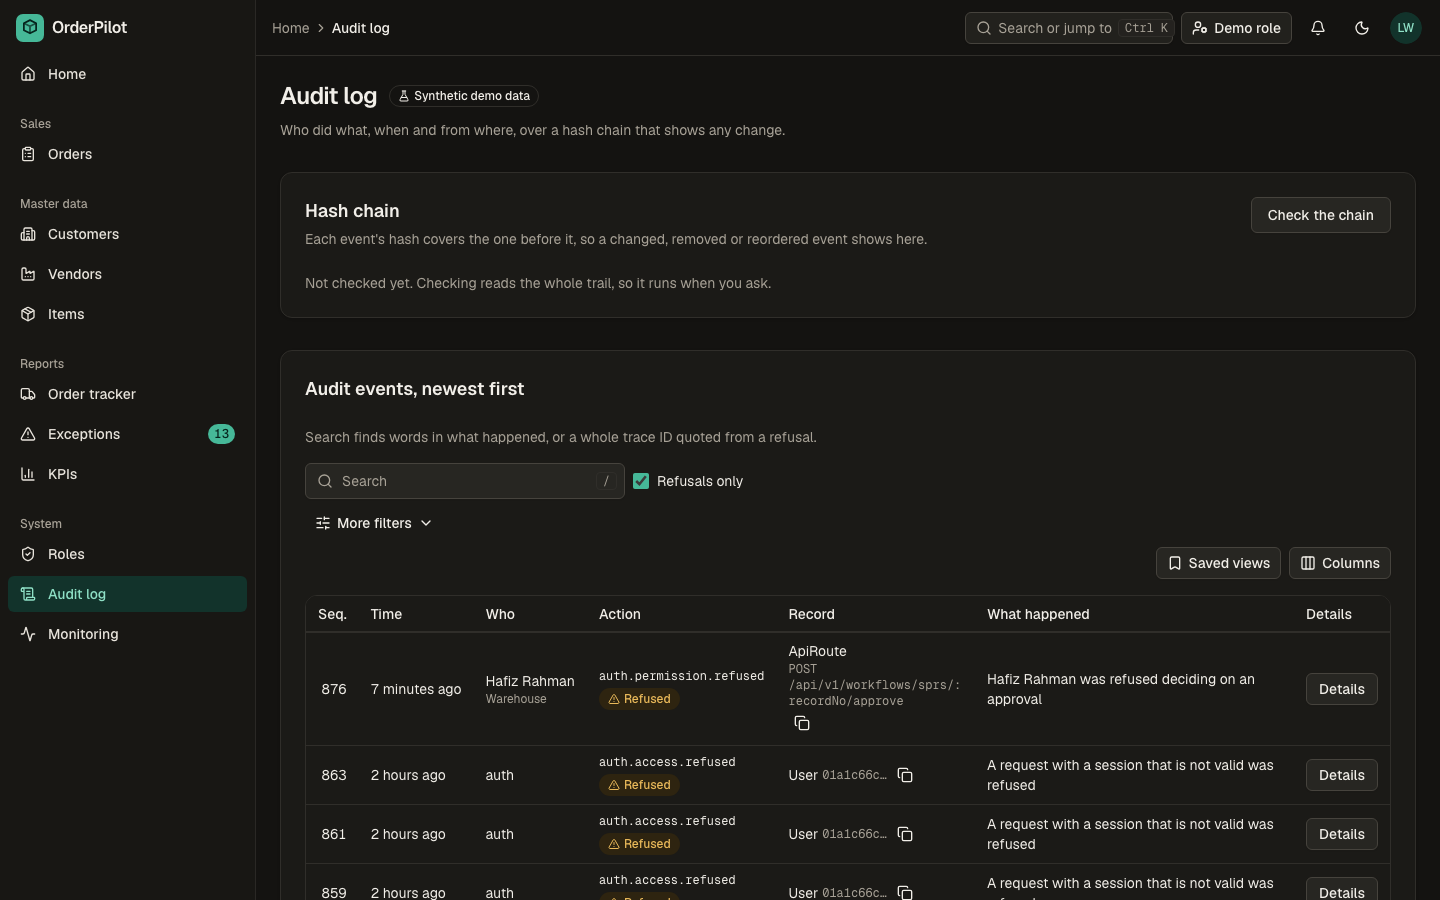 OrderPilot
Home
Sales
Orders
Master data
Customers
Vendors
Items
Reports
Order tracker
Exceptions 13
KPIs
System
Roles
Audit log
Monitoring
Home > Audit log
Search or jump to Ctrl K
Demo role
LW
Audit log
Synthetic demo data
Who did what, when and from where, over a hash chain that shows any change.
Hash chain
Check the chain
Each event's hash covers the one before it, so a changed, removed or reordered event shows here.
Not checked yet. Checking reads the whole trail, so it runs when you ask.
Audit events, newest first
Search finds words in what happened, or a whole trace ID quoted from a refusal.
Search /
Refusals only
More filters
Saved views
Columns
Seq. Time Who Action Record What happened Details
876 7 minutes ago
Hafiz Rahman
Warehouse
auth.permission.refused
Refused
ApiRoute
POST
/api/v1/workflows/sprs/:
recordNo/approve
Hafiz Rahman was refused deciding on an
approval
Details
863 2 hours ago auth
auth.access.refused
Refused
User 01a1c66c…
A request with a session that is not valid was
refused
Details
861 2 hours ago auth
auth.access.refused
Refused
User 01a1c66c…
A request with a session that is not valid was
refused
Details
859 2 hours ago auth
auth.access.refused
User 01a1c66c…
A request with a session that is not valid was
Details